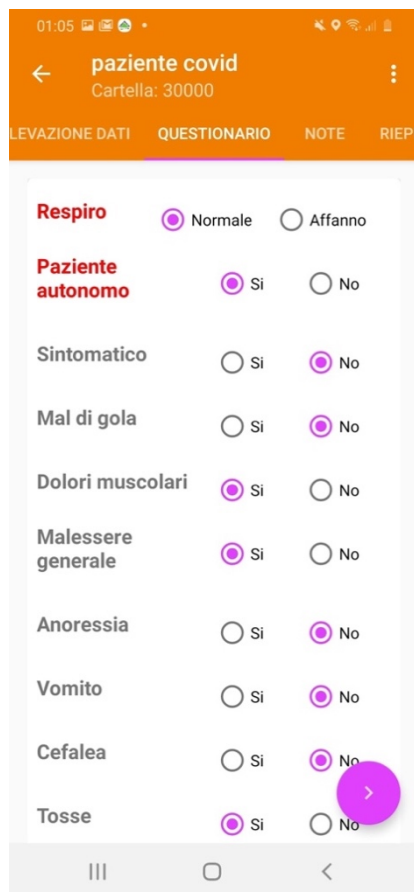 01:05
paziente covid
Cartella: 30000
LEVAZIONE DATI QUESTIONARIO NOTE RIEP
Respiro Normale Affanno
Paziente
autonomo Si No
Sintomatico Si No
Mal di gola Si No
Dolori muscolari Si No
Malessere
generale Si No
Anoressia Si No
Vomito Si No
Cefalea Si No
Tosse Si No